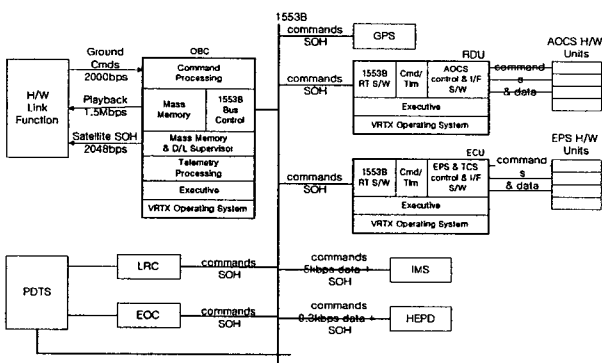 1553B
OBC
Ground
Cmds
2000bps
Playback
1.5Mbps
Satellite SOH
2048bps
H/W
Link
Function
Command
Processing
Mass
Memory
1553B
Bus
Control
Mass Memory
& D/L Supervisor
Telemetry
Processing
Executive
VRTX Operating System
commands
SOH
GPS
RDU
commands
SOH
1553B
RT S/W
Cmd/
Tlm
AOCS
control & I/F
S/W
Executive
VRTX Operating System
command
s
& data
AOCS H/W
Units
ECU
commands
SOH
1553B
RT S/W
Cmd/
Tlm
EPS & TCS
control & I/F
S/W
Executive
VRTX Operating System
command
s
& data
EPS H/W
Units
PDTS
LRC
commands
SOH
EOC
commands
SOH
commands
5kbps data +
SOH
IMS
commands
data +
SOH
HEPD